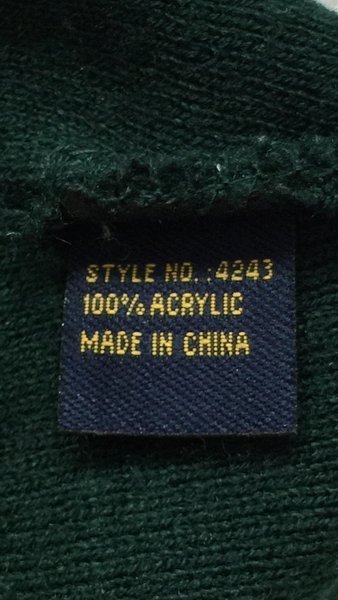 STYLE NO. :4243
100% ACRYLIC
MADE IN CHINA